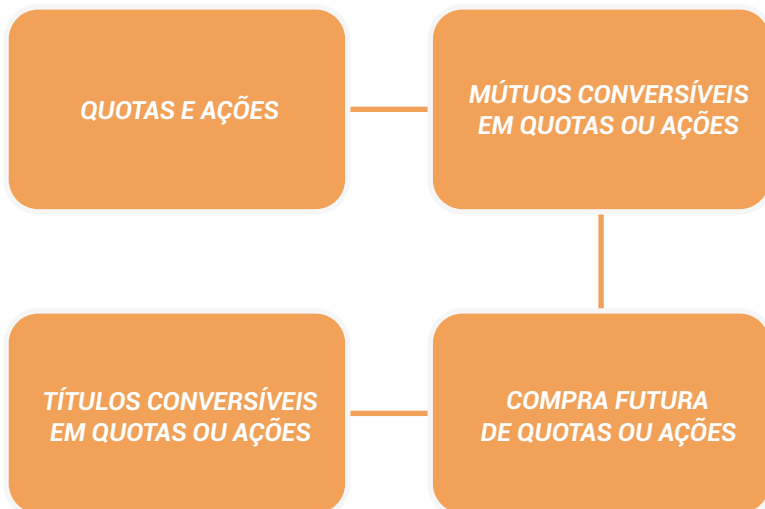 QUOTAS E AÇÕES
MÚTUOS CONVERSÍVEIS
EM QUOTAS OU AÇÕES
TÍTULOS CONVERSÍVEIS
EM QUOTAS OU AÇÕES
COMPRA FUTURA
DE QUOTAS OU AÇÕES